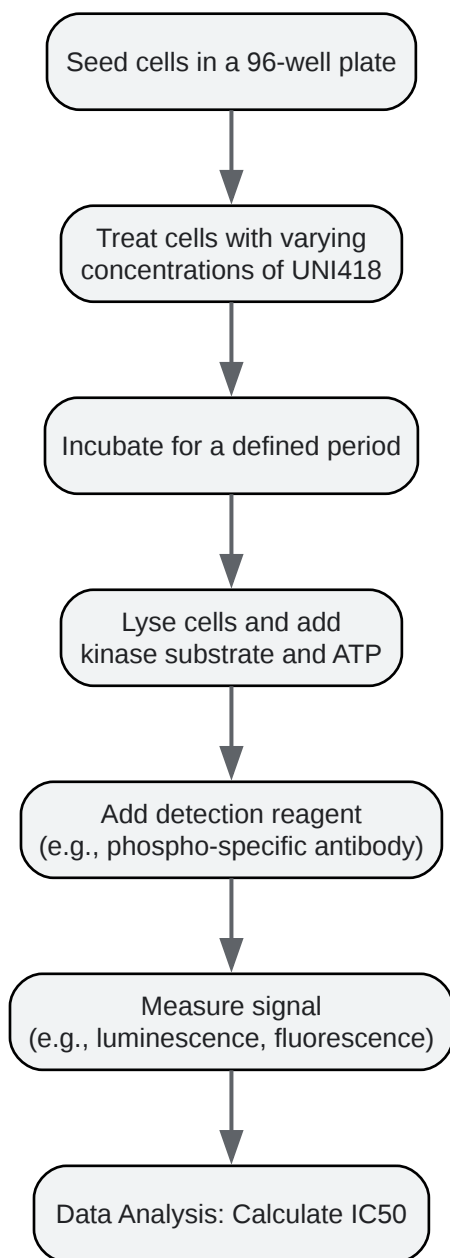 Seed cells in a 96-well plate
Treat cells with varying
concentrations of UNI418
Incubate for a defined period
Lyse cells and add
kinase substrate and ATP
Add detection reagent
(e.g., phospho-specific antibody)
Measure signal
(e.g., luminescence, fluorescence)
Data Analysis: Calculate IC50